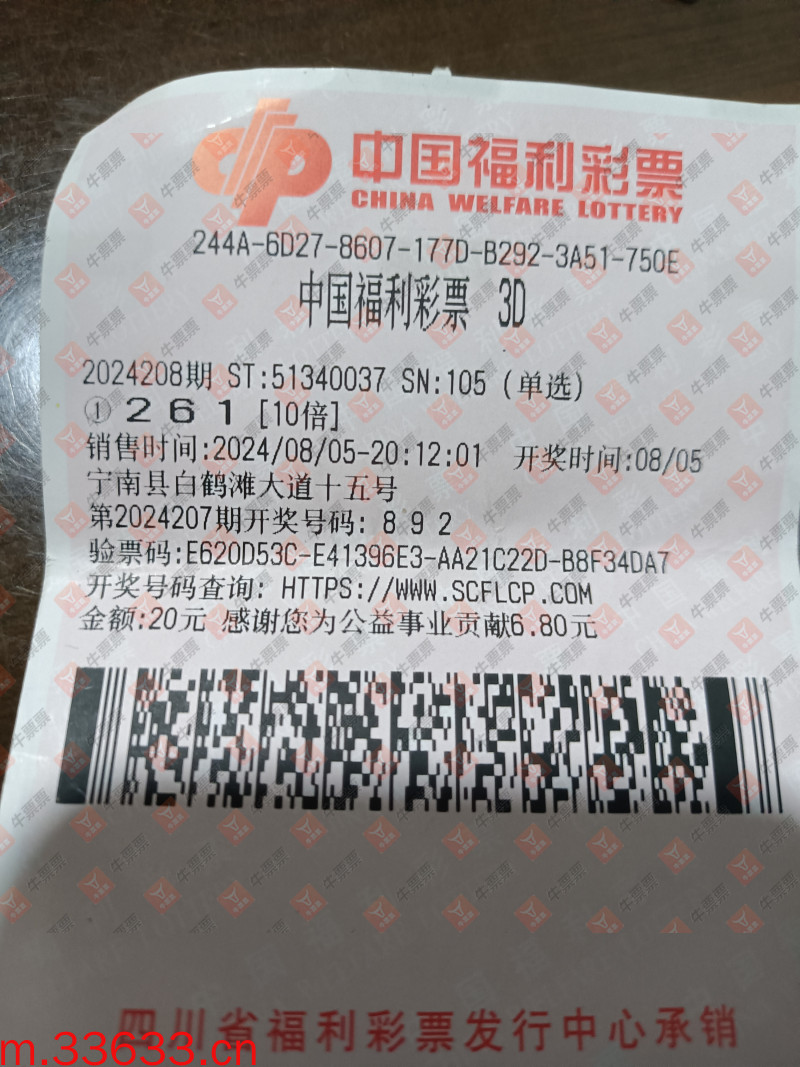 中国福利彩票
CHINA WELFARE LOTTERY
244A-6D27-8607-177D-B292-3A51-750E
中国福利彩票 3D
2024208期 ST:51340037 SN:105 (单选)
① 2 6 1 [10倍]
销售时间:2024/08/05-20:12:01 开奖时间:08/05
宁南县白鹤滩大道十五号
第2024207期开奖号码: 8 9 2
验票码:E620D53C-E41396E3-AA21C22D-B8F34DA7
开奖号码查询: HTTPS://WWW.SCFLCP.COM
金额:20元 感谢您为公益事业贡献6.80元
四川省福利彩票发行中心承销
m.33633.cn
牛票票